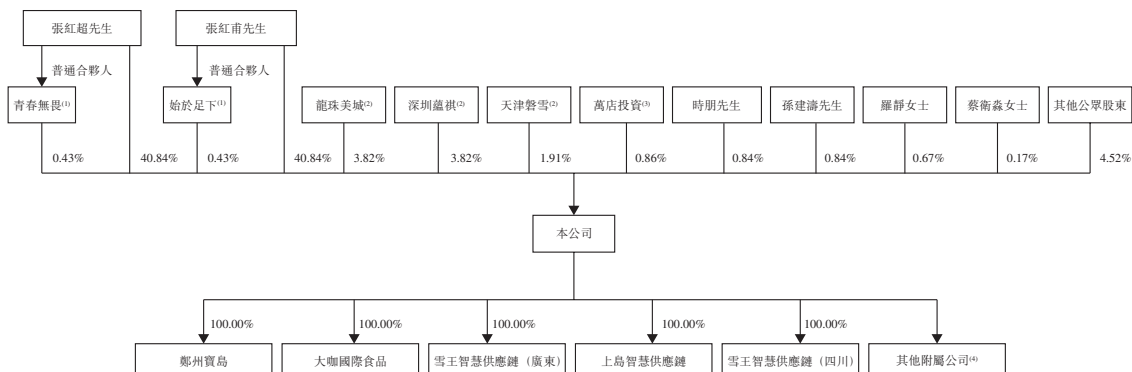 張紅超先生
張紅甫先生
普通合夥人
普通合夥人
青春無畏(1)
始於足下(1)
龍珠美城(2)
深圳蘊祺(2)
天津磐雪(2)
萬店投資(3)
時朋先生
孫建濤先生
羅靜女士
蔡衛淼女士
其他公眾股東
0.43%
40.84%
0.43%
40.84%
3.82%
3.82%
1.91%
0.86%
0.84%
0.84%
0.67%
0.17%
4.52%
本公司
100.00%
100.00%
100.00%
100.00%
100.00%
鄭州寶島
大咖國際食品
雪王智慧供應鏈（廣東）
上島智慧供應鏈
雪王智慧供應鏈（四川）
其他附屬公司(4)